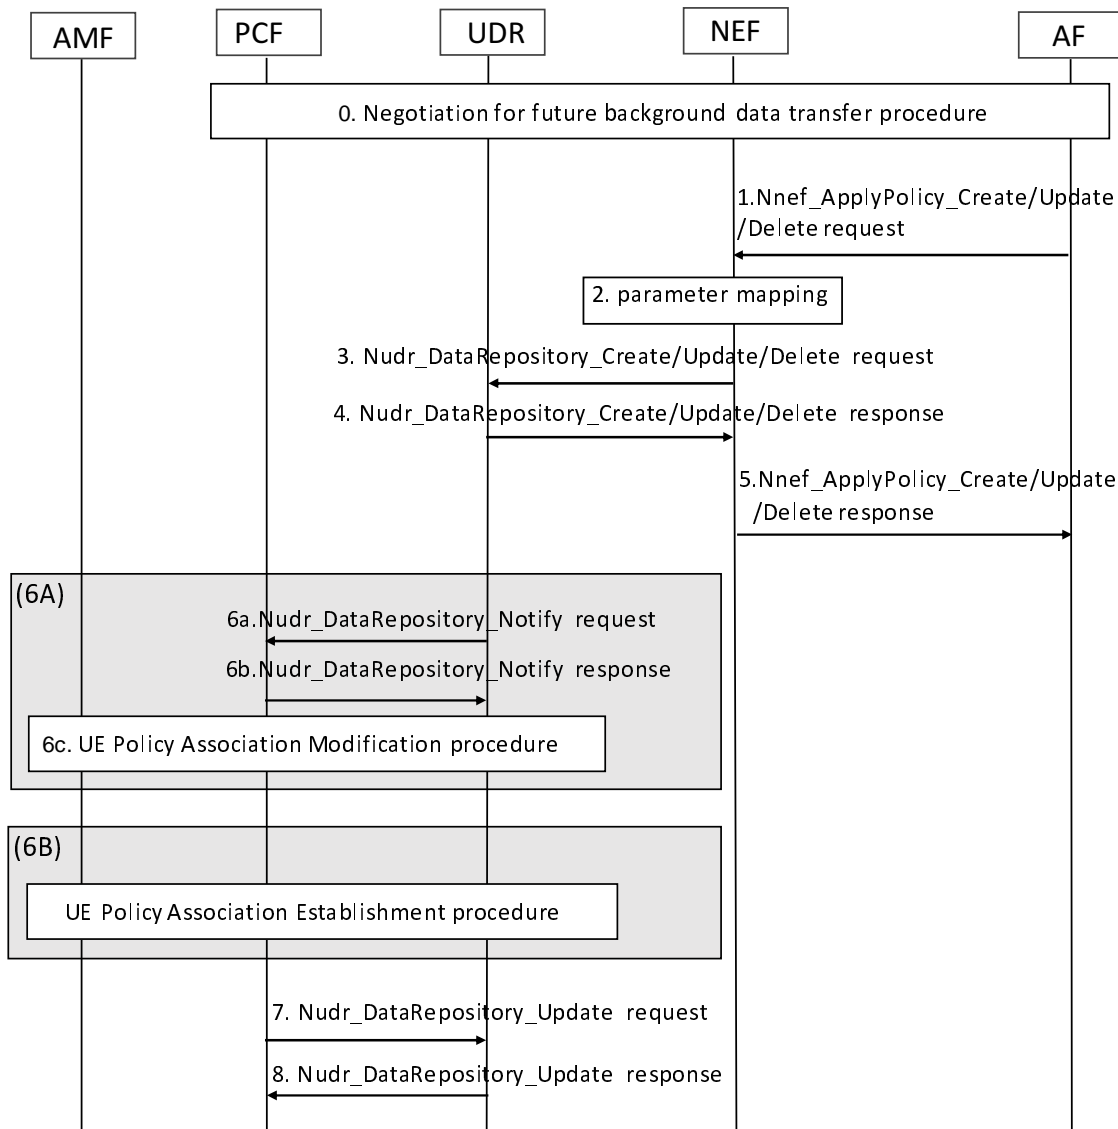 AMF
PCF
UDR
NEF
AF
0. Negotiation for future background data transfer procedure
1.Nnef_ApplyPolicy_Create/Update
/Delete request
2. parameter mapping
3. Nudr_DataRepository_Create/Update/Delete request
4. Nudr_DataRepository_Create/Update/Delete response
5.Nnef_ApplyPolicy_Create/Update
/Delete response
(6A)
6a.Nudr_DataRepository_Notify request
6b.Nudr_DataRepository_Notify response
6c. UE Policy Association Modification procedure
(6B)
UE Policy Association Establishment procedure
7. Nudr_DataRepository_Update request
8. Nudr_DataRepository_Update response